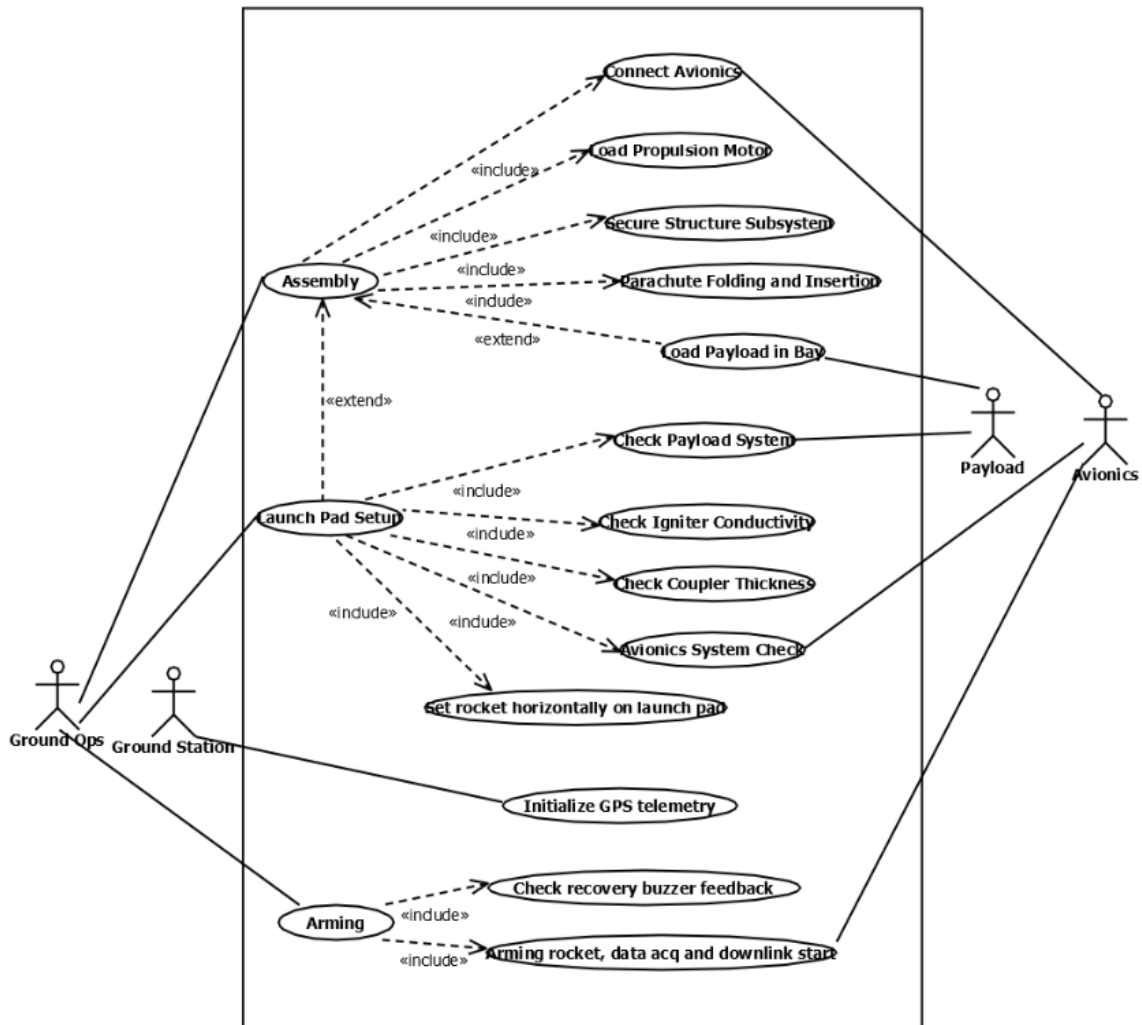 Connect Avionics
Load Propulsion Motor
«include»
Secure Structure Subsystem
«include»
Assembly
«include»
Parachute Folding and Insertion
«include»
«extend»
Load Payload in Bay
«extend»
Check Payload System
Payload
Avionics
«include»
Launch Pad Setup
Check Igniter Conductivity
«include»
«include»
Check Coupler Thickness
«include»
«include»
Avionics System Check
Set rocket horizontally on launch pad
Ground Ops
Ground Station
Initialize GPS telemetry
Check recovery buzzer feedback
«include»
Arming
Arming rocket, data acq and downlink start
«include»